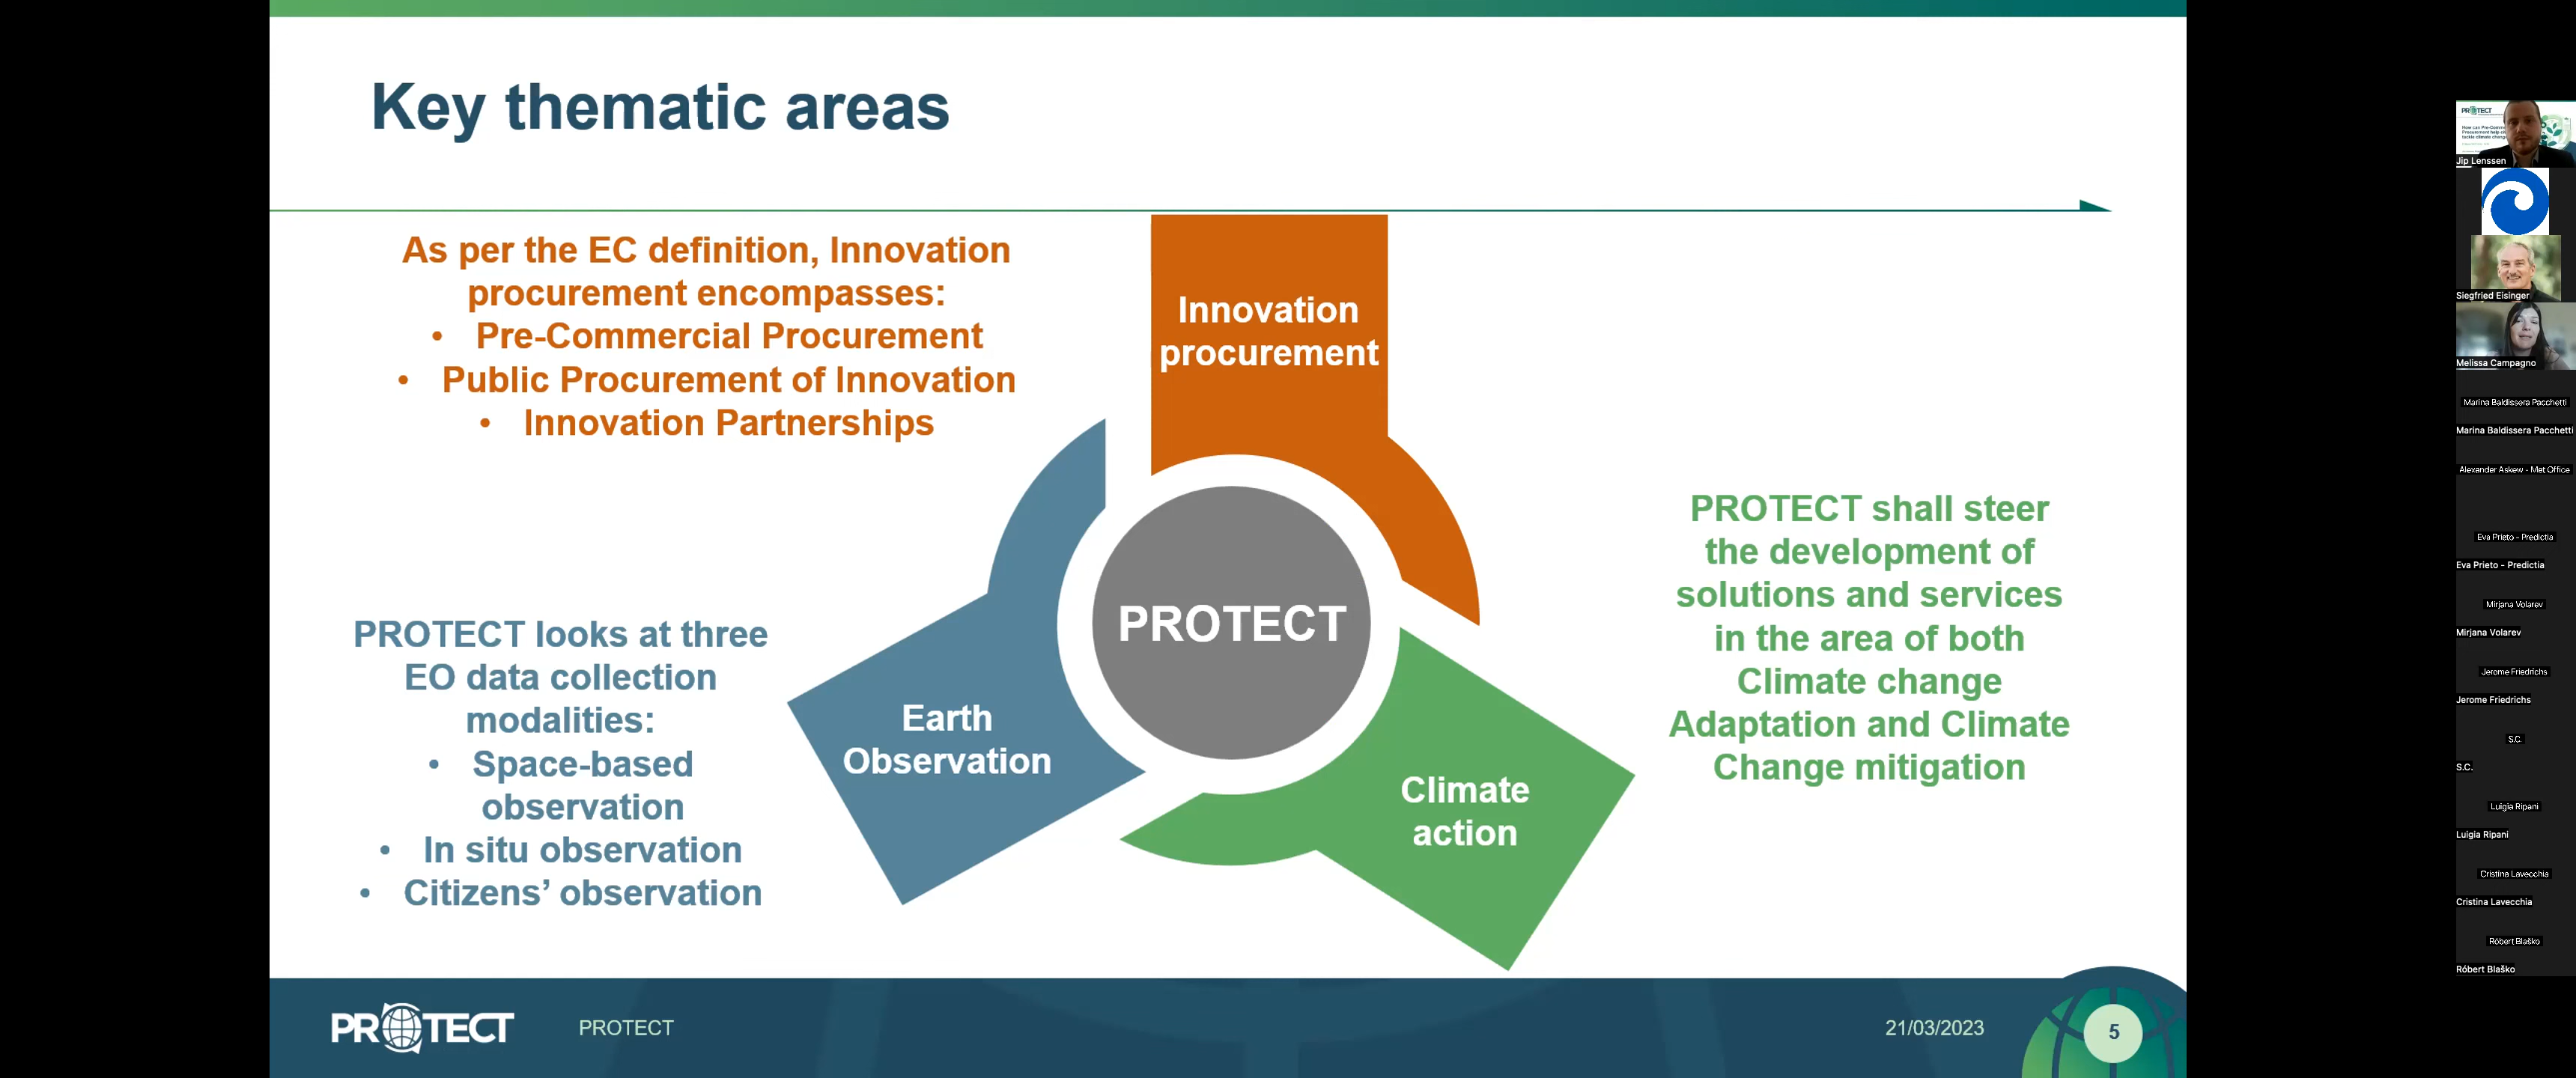 Key thematic areas
As per the EC definition, Innovation
procurement encompasses:
• Pre-Commercial Procurement
• Public Procurement of Innovation
• Innovation Partnerships
Innovation
procurement
PROTECT
PROTECT looks at three
EO data collection
modalities:
• Space-based
observation
• In situ observation
• Citizens’ observation
Earth
Observation
Climate
action
PROTECT shall steer
the development of
solutions and services
in the area of both
Climate change
Adaptation and Climate
Change mitigation
PROTECT
PROTECT
21/03/2023
5
PROTECT
Jip Lenssen
Siegfried Eisinger
Melissa Campagno
Marina Baldissera Pacchetti
Marina Baldissera Pacchetti
Alexander Askew - Met Office
Eva Prieto - Predictia
Eva Prieto - Predictia
Mirjana Volarev
Mirjana Volarev
Jerome Friedrichs
Jerome Friedrichs
S.C.
S.C.
Luigia Ripani
Luigia Ripani
Cristina Lavecchia
Cristina Lavecchia
Róbert Blaško
Róbert Blaško